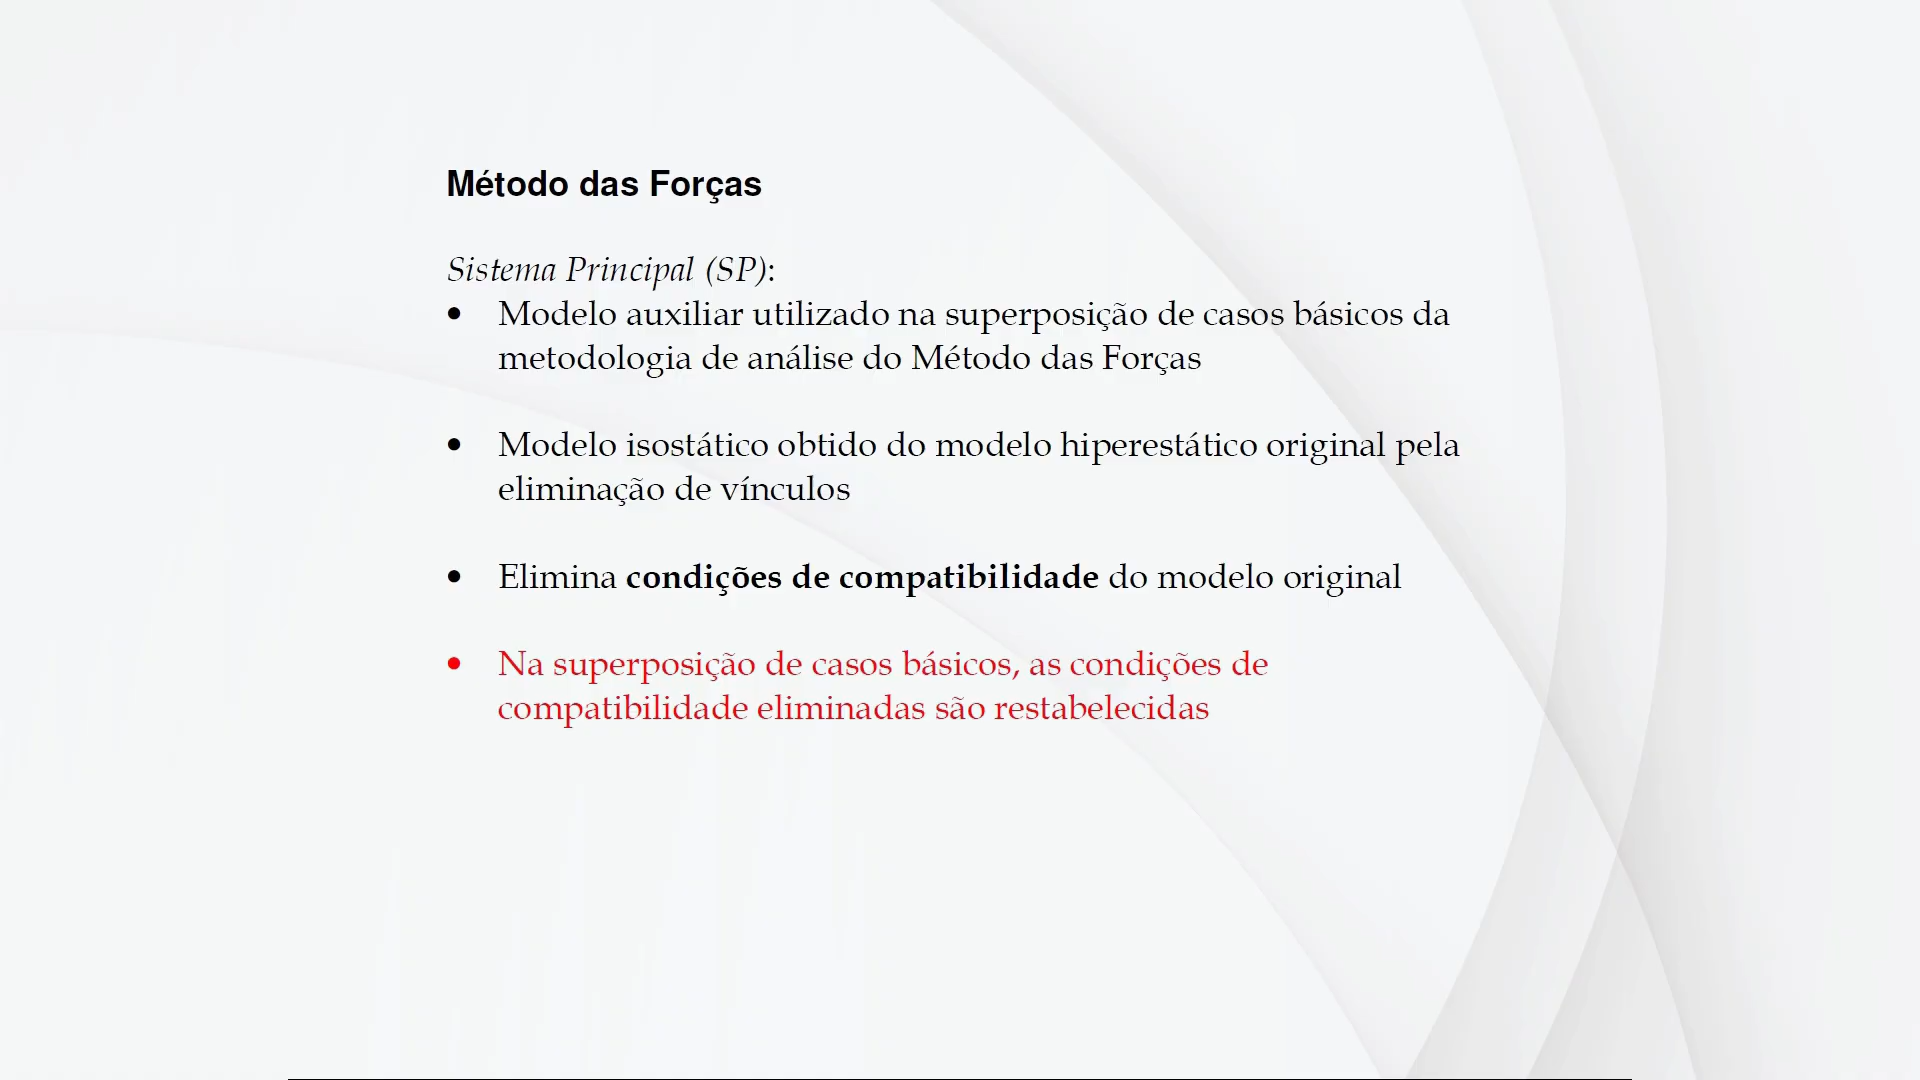 Método das Forças
Sistema Principal (SP):
• Modelo auxiliar utilizado na superposição de casos básicos da
metodologia de análise do Método das Forças
• Modelo isostático obtido do modelo hiperestático original pela
eliminação de vínculos
• Elimina condições de compatibilidade do modelo original
• Na superposição de casos básicos, as condições de
compatibilidade eliminadas são restabelecidas